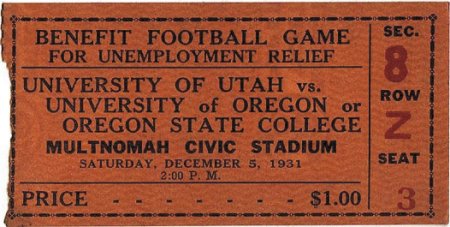 BENEFIT FOOTBALL GAME
FOR UNEMPLOYMENT RELIEF
UNIVERSITY OF UTAH vs.
UNIVERSITY of OREGON or
OREGON STATE COLLEGE
MULTNOMAH CIVIC STADIUM
SATURDAY, DECEMBER 5, 1931
2:00 P. M.
PRICE - - - - - - $1.00
SEC.
8
ROW
Z
SEAT
3